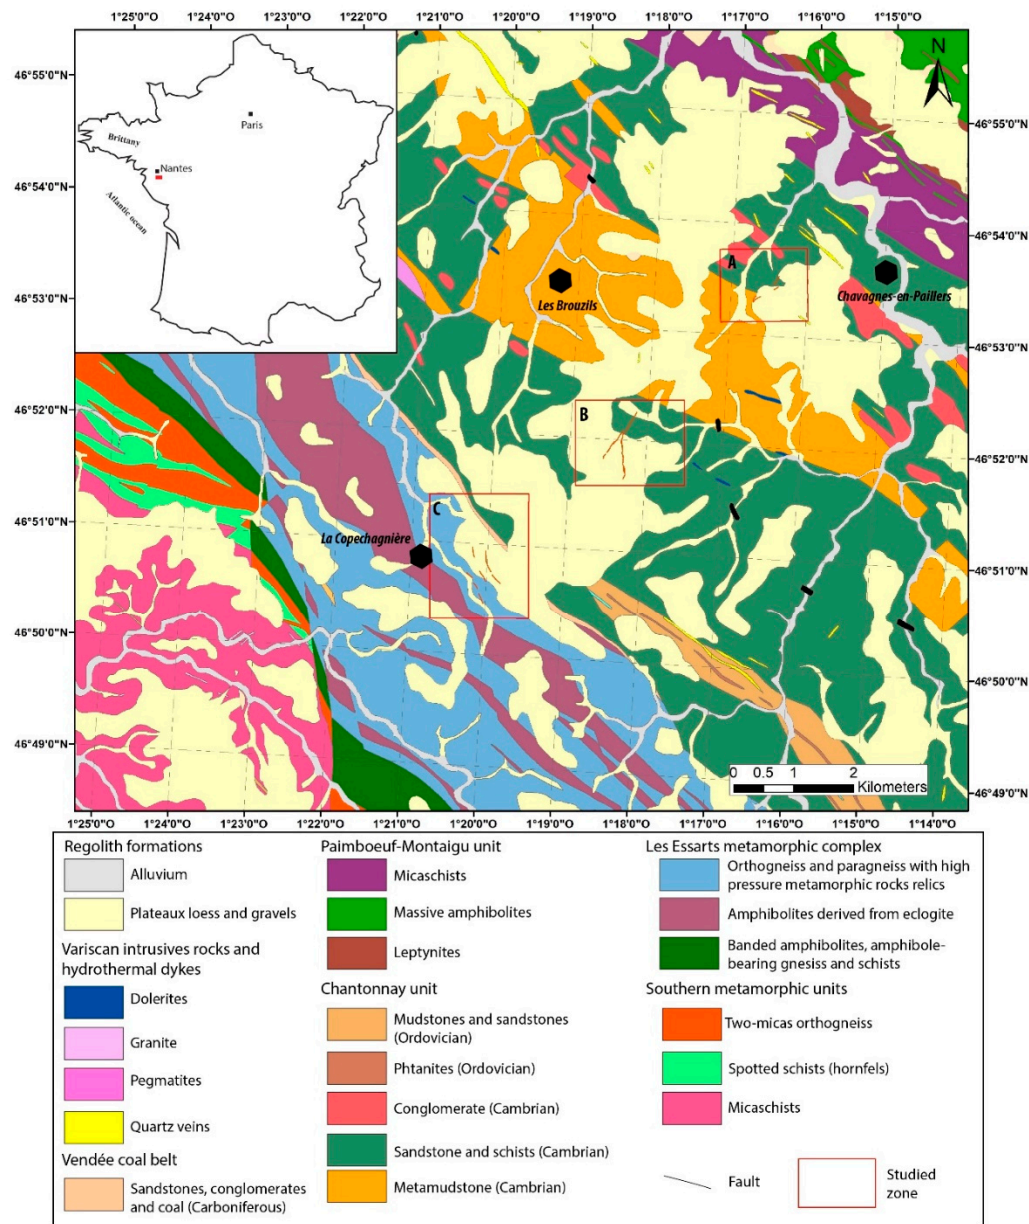 1°24'0"O 1°23'0"O 1°22'0"O 1°21'0"O 1°20'0"O 1°19'0"O 1°18'0"O 1°17'0"O 1°16'0"O 1°15'0"O
46°55'0"N
46°54'0"N
46°53'0"N
46°52'0"N
46°51'0"N
46°50'0"N
46°49'0"N
Paris
Brittany
Nantes
Atlantic ocean
N
A
B
C
Les Brouzils
Chavagnes-en-Paillers
La Copechagnière
46°55'0"N
46°54'0"N
46°53'0"N
46°52'0"N
46°51'0"N
46°50'0"N
46°49'0"N
0 0.5 1 2
Kilometers
1°25'0"O 1°24'0"O 1°23'0"O 1°22'0"O 1°21'0"O 1°20'0"O 1°19'0"O 1°18'0"O 1°17'0"O 1°16'0"O 1°15'0"O 1°14'0"O
Regolith formations
Alluvium
Plateaux loess and gravels
Variscan intrusives rocks and
hydrothermal dykes
Dolerites
Granite
Pegmatites
Quartz veins
Vendée coal belt
Sandstones, conglomerates
and coal (Carboniferous)
Paimboeuf-Montaigu unit
Micaschists
Massive amphibolites
Leptynites
Chantonnay unit
Mudstones and sandstones
(Ordovician)
Phtanites (Ordovician)
Conglomerate (Cambrian)
Sandstone and schists (Cambrian)
Metamudstone (Cambrian)
Les Essarts metamorphic complex
Orthogneiss and paragneiss with high
pressure metamorphic rocks relics
Amphibolites derived from eclogite
Banded amphibolites, amphibole-
bearing gnesiss and schists
Southern metamorphic units
Two-micas orthogneiss
Spotted schists (hornfels)
Micaschists
Fault
Studied
zone